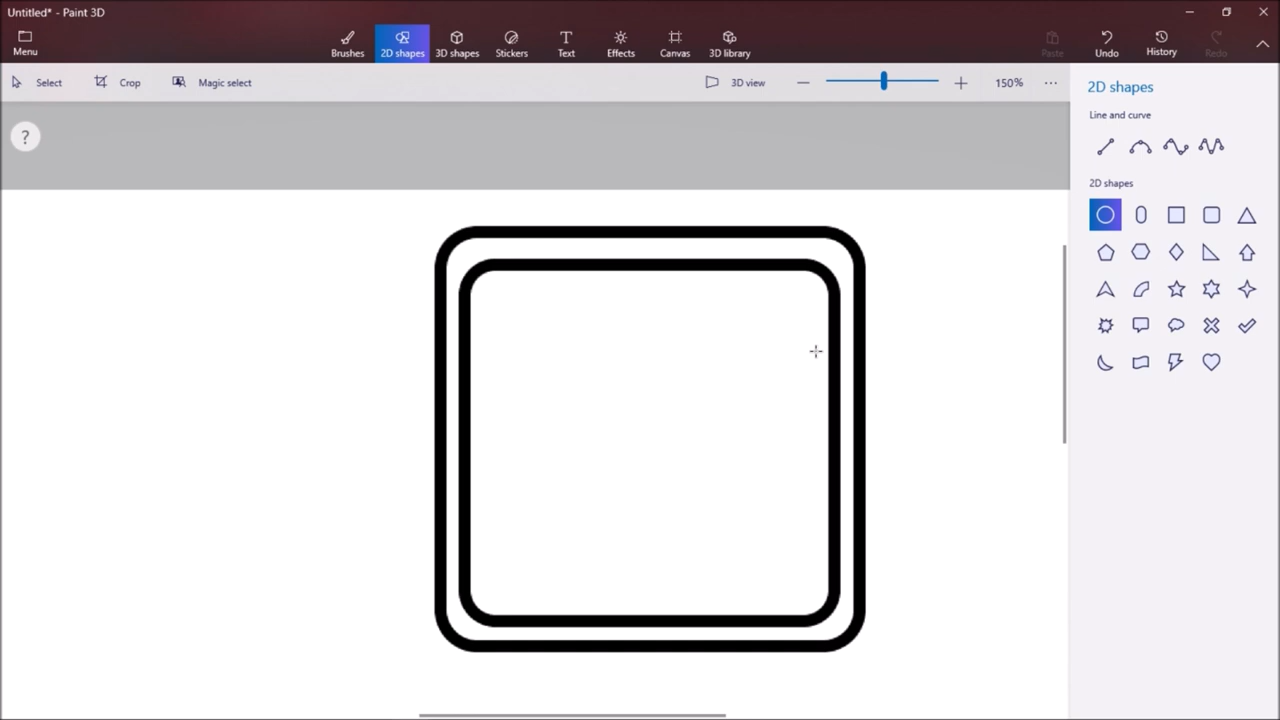 Untitled* - Paint 3D
Menu
Brushes
2D shapes
3D shapes
Stickers
Text
Effects
Canvas
3D library
Paste
Undo
History
Redo
Select
Crop
Magic select
3D view
150%
?
2D shapes
Line and curve
2D shapes